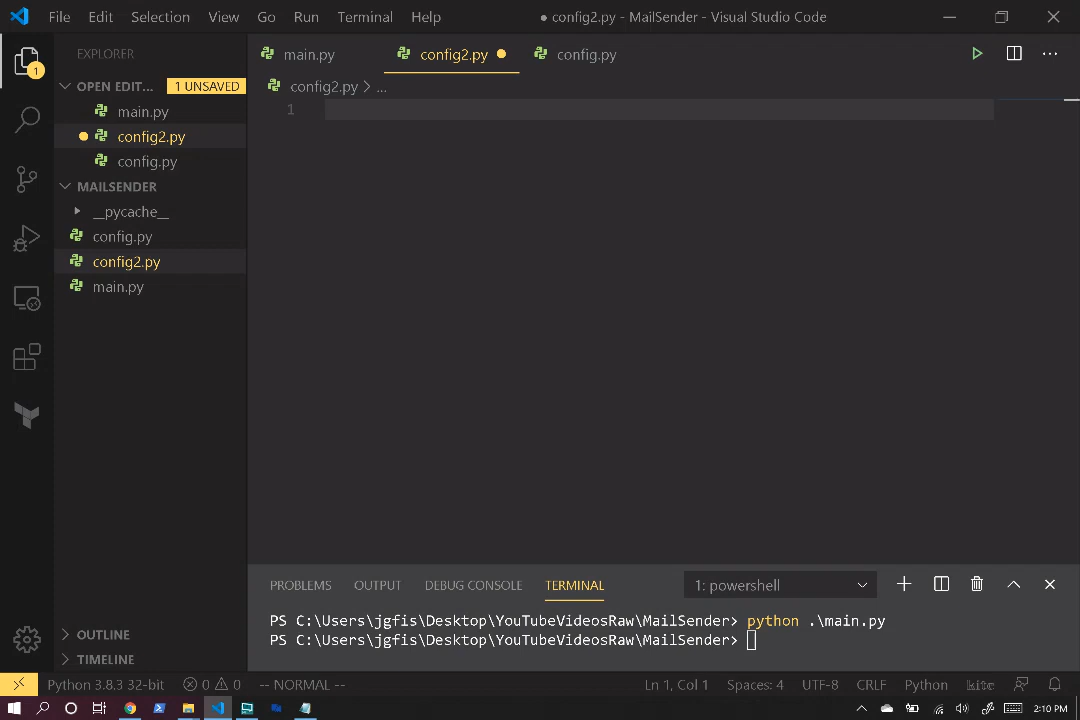 File Edit Selection View Go Run Terminal Help ● config2.py - MailSender - Visual Studio Code
1
EXPLORER
OPEN EDIT... 1 UNSAVED
main.py
config2.py
config.py
MAILSENDER
__pycache__
config.py
config2.py
main.py
OUTLINE
TIMELINE
main.py config2.py config.py
config2.py > ...
1
PROBLEMS OUTPUT DEBUG CONSOLE TERMINAL 1: powershell
PS C:\Users\jgfis\Desktop\YouTubeVideosRaw\MailSender> python .\main.py
PS C:\Users\jgfis\Desktop\YouTubeVideosRaw\MailSender>
Python 3.8.3 32-bit 0 0 -- NORMAL -- Ln 1, Col 1 Spaces: 4 UTF-8 CRLF Python kite
2:10 PM